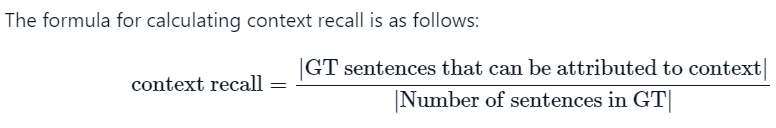 The formula for calculating context recall is as follows:
context recall = |GT sentences that can be attributed to context| / |Number of sentences in GT|